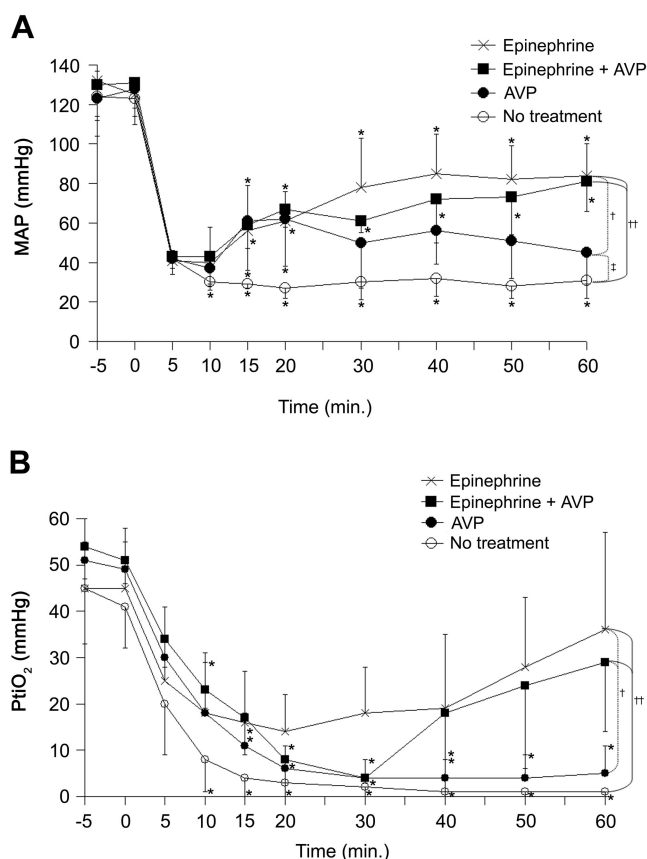 A
Epinephrine
Epinephrine + AVP
AVP
No treatment
MAP (mmHg)
140
120
100
80
60
40
20
0
* * * * * *
* * * * * *
* * * *
* * * * * *
†
††
‡
-5 0 5 10 15 20 30 40 50 60
Time (min.)
B
Epinephrine
Epinephrine + AVP
AVP
No treatment
PtiO2 (mmHg)
60
50
40
30
20
10
0
*
* * * * * * *
* * * *
* * * * * *
†
††
-5 0 5 10 15 20 30 40 50 60
Time (min.)